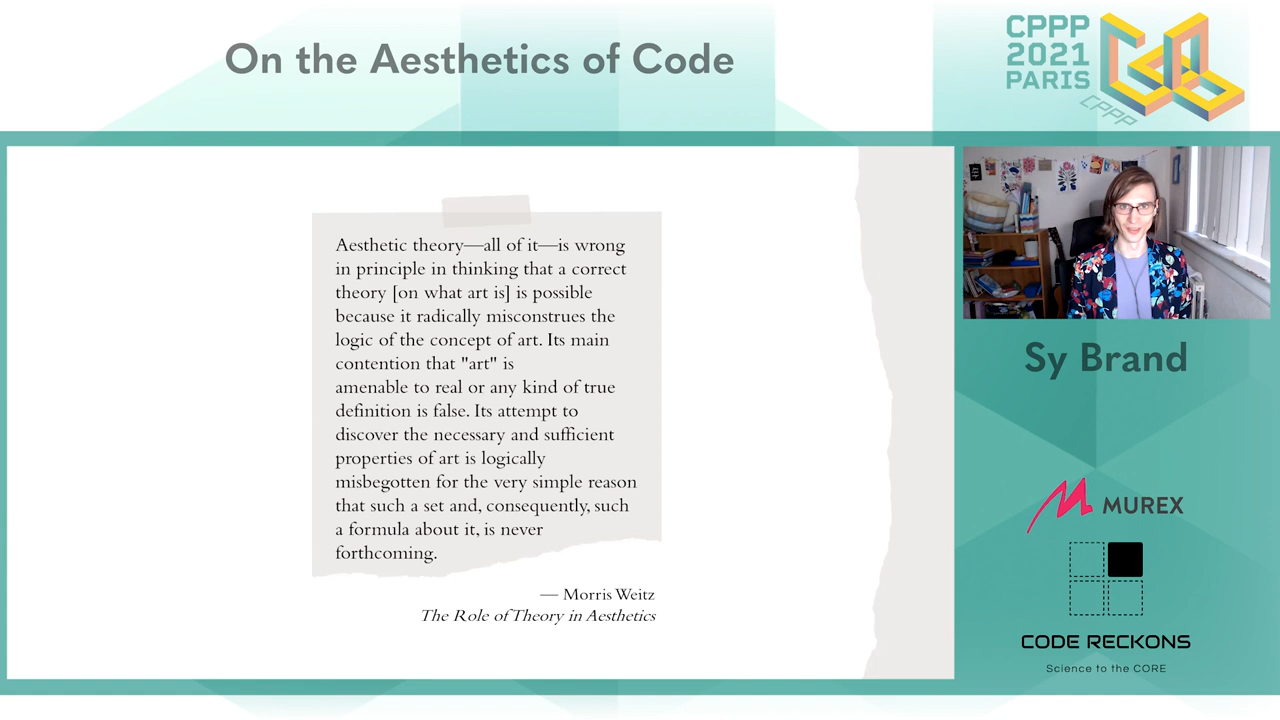 On the Aesthetics of Code
CPPP
2021
PARIS
CPPP
Aesthetic theory—all of it—is wrong
in principle in thinking that a correct
theory [on what art is] is possible
because it radically misconstrues the
logic of the concept of art. Its main
contention that "art" is
amenable to real or any kind of true
definition is false. Its attempt to
discover the necessary and sufficient
properties of art is logically
misbegotten for the very simple reason
that such a set and, consequently, such
a formula about it, is never
forthcoming.
— Morris Weitz
The Role of Theory in Aesthetics
Sy Brand
MUREX
CODE RECKONS
Science to the CORE